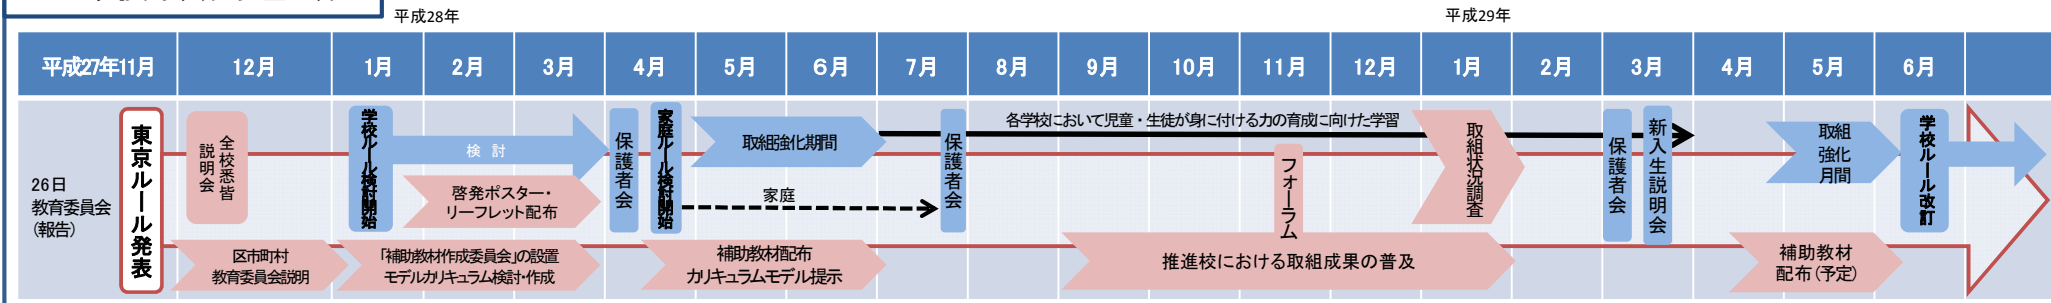 平成28年
平成29年
平成27年11月
12月
1月
2月
3月
4月
5月
6月
7月
8月
9月
10月
11月
12月
1月
2月
3月
4月
5月
6月
26日
教育委員会
(報告)
東京ルール発表
全校悉皆
説明会
学校ルール検討開始
検 討
啓発ポスター・
リーフレット配布
保護者会
家庭ルール検討開始
取組強化期間
家庭
保護者会
各学校において児童・生徒が身に付ける力の育成に向けた学習
フォーラム
取組状況調査
保護者会
新入生説明会
取組
強化
月間
学校ルール改訂
区市町村
教育委員会説明
「補助教材作成委員会」の設置
モデルカリキュラム検討・作成
補助教材配布
カリキュラムモデル提示
推進校における取組成果の普及
補助教材
配布(予定)